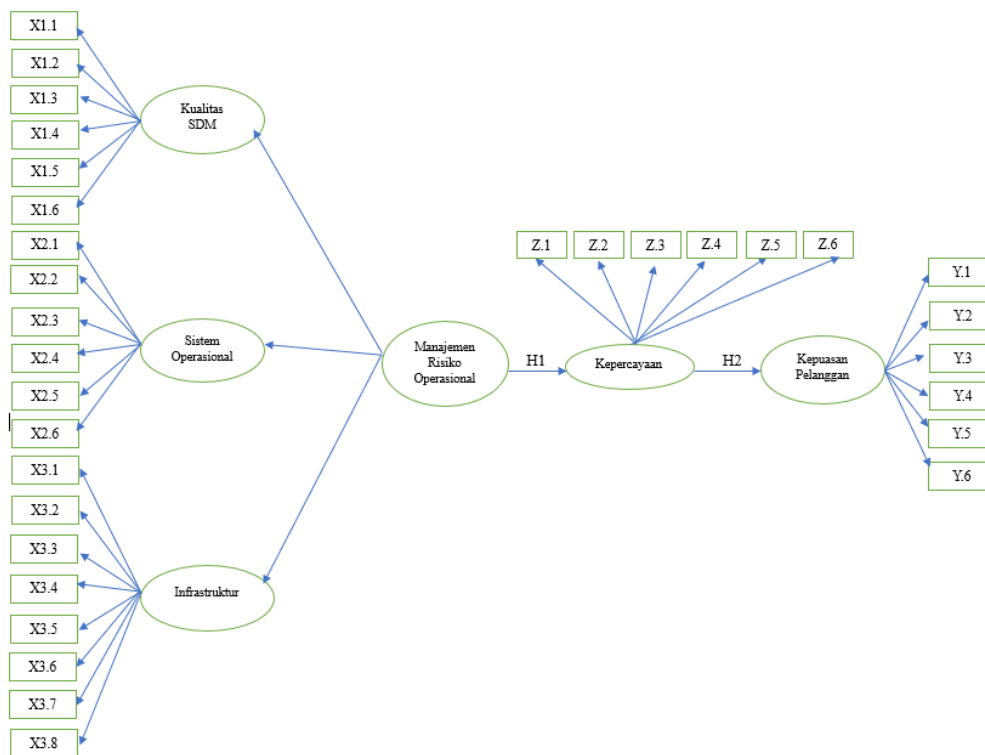 X1.1
X1.2
X1.3
X1.4
X1.5
X1.6
Kualitas
SDM
X2.1
X2.2
X2.3
X2.4
X2.5
X2.6
Sistem
Operasional
X3.1
X3.2
X3.3
X3.4
X3.5
X3.6
X3.7
X3.8
Infrastruktur
Manajemen
Risiko
Operasional
H1
Z.1
Z.2
Z.3
Z.4
Z.5
Z.6
Kepercayaan
H2
Kepuasan
Pelanggan
Y.1
Y.2
Y.3
Y.4
Y.5
Y.6